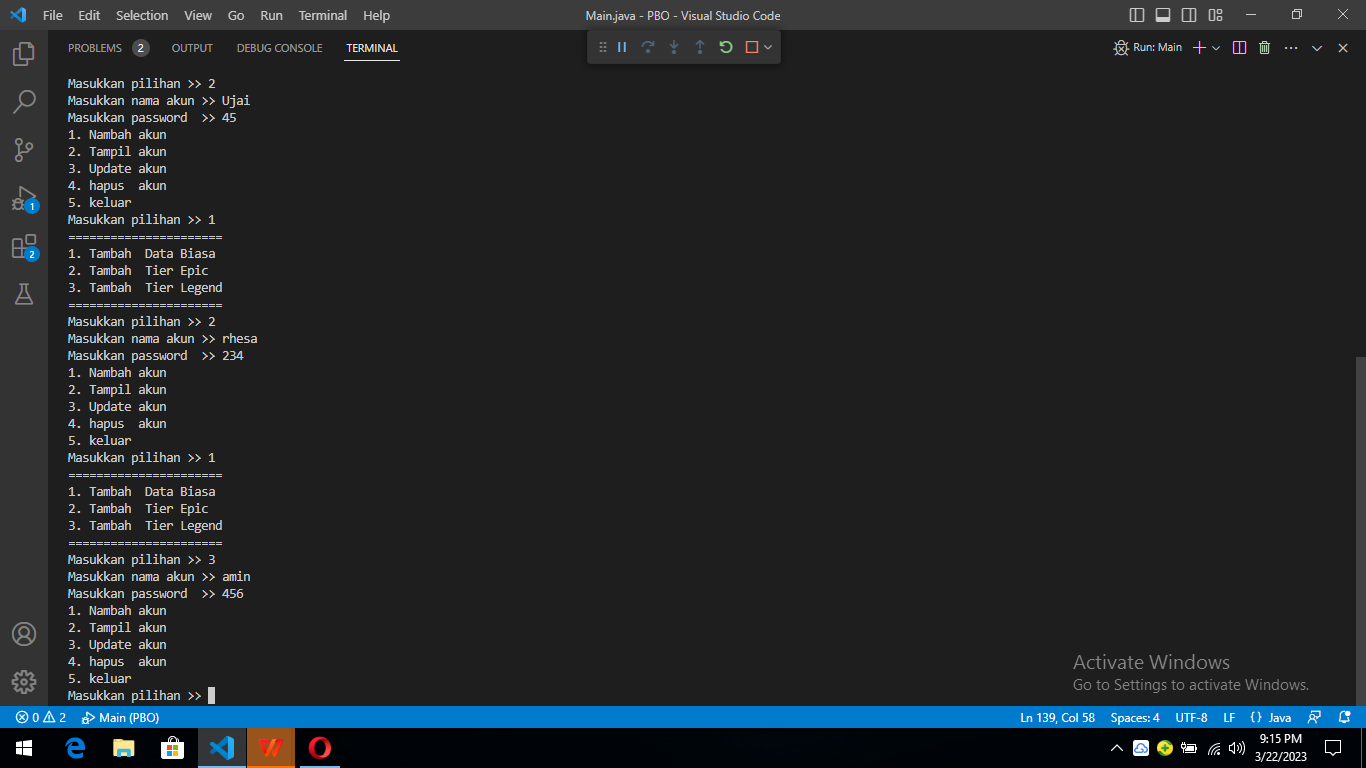 File Edit Selection View Go Run Terminal Help Main.java - PBO - Visual Studio Code
PROBLEMS 2 OUTPUT DEBUG CONSOLE TERMINAL Run: Main
Masukkan pilihan >> 2
Masukkan nama akun >> Ujai
Masukkan password  >> 45
1. Nambah akun
2. Tampil akun
3. Update akun
4. hapus  akun
5. keluar
Masukkan pilihan >> 1
======================
1. Tambah  Data Biasa
2. Tambah  Tier Epic
3. Tambah  Tier Legend
======================
Masukkan pilihan >> 2
Masukkan nama akun >> rhesa
Masukkan password  >> 234
1. Nambah akun
2. Tampil akun
3. Update akun
4. hapus  akun
5. keluar
Masukkan pilihan >> 1
======================
1. Tambah  Data Biasa
2. Tambah  Tier Epic
3. Tambah  Tier Legend
======================
Masukkan pilihan >> 3
Masukkan nama akun >> amin
Masukkan password  >> 456
1. Nambah akun
2. Tampil akun
3. Update akun
4. hapus  akun
5. keluar
Masukkan pilihan >>
1
2
Activate Windows
Go to Settings to activate Windows.
0 2 Main (PBO) Ln 139, Col 58 Spaces: 4 UTF-8 LF {} Java
9:15 PM
3/22/2023